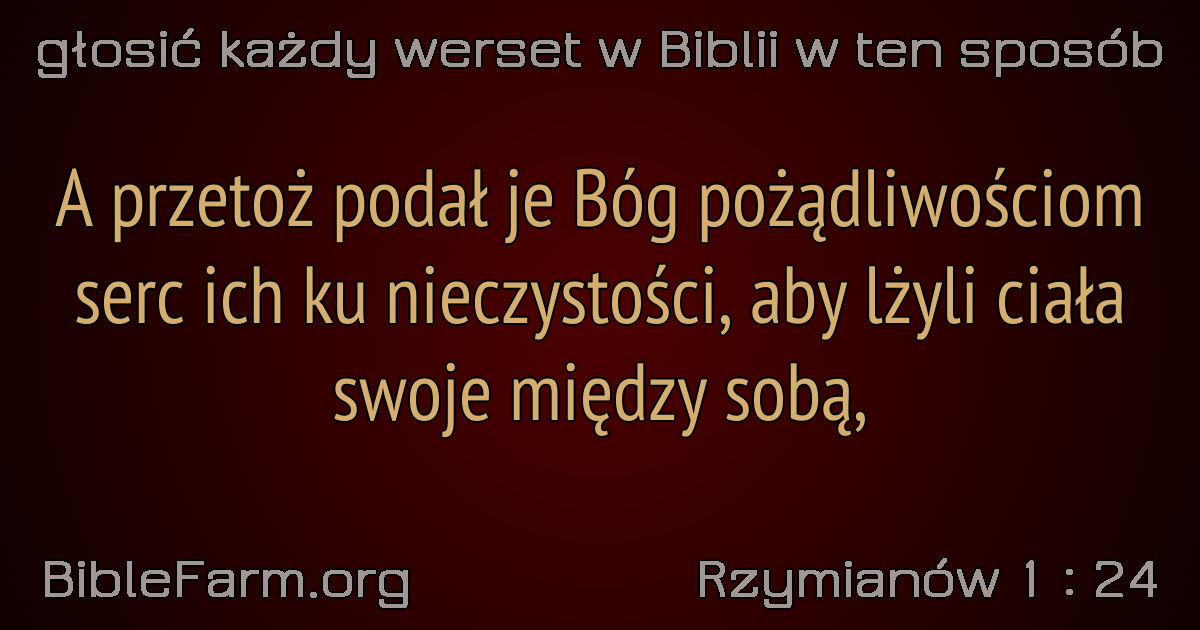 głosić każdy werset w Biblii w ten sposób
A przetoż podał je Bóg pożądliwościom
serc ich ku nieczystości, aby lżyli ciała
swoje między sobą,
BibleFarm.org
Rzymianów 1 : 24